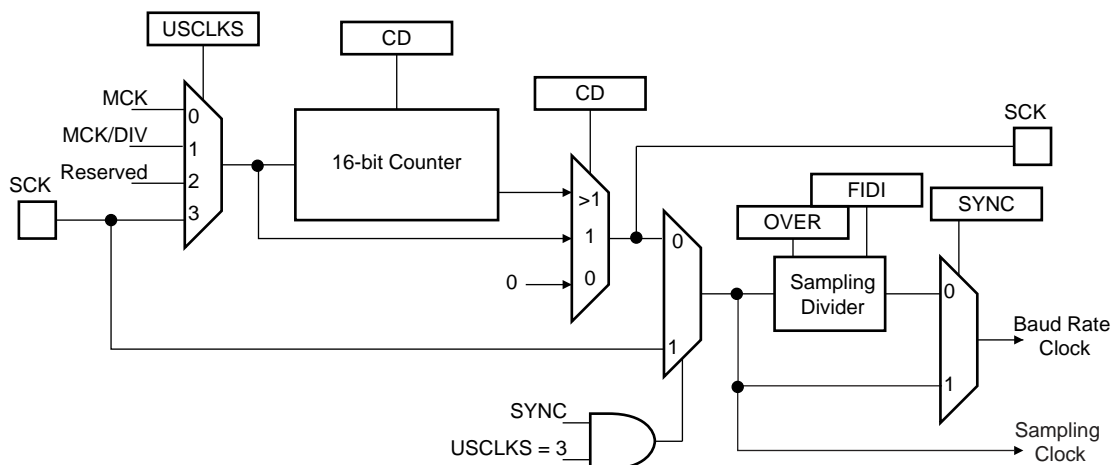 USCLKS
CD
CD
MCK
MCK/DIV
Reserved
SCK
0
1
2
3
16-bit Counter
>1
1
0
0
SCK
FIDI
OVER
SYNC
0
1
Sampling
Divider
0
1
Baud Rate
Clock
SYNC
USCLKS = 3
Sampling
Clock